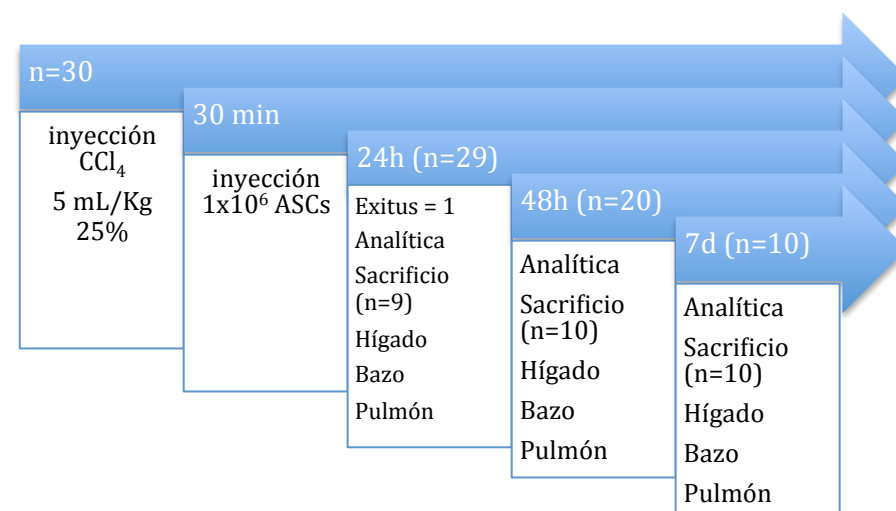 n=30
inyección
CCl₄
5 mL/Kg
25%
30 min
inyección
1x10⁶ ASCs
24h (n=29)
Exitus = 1
Analítica
Sacrificio
(n=9)
Hígado
Bazo
Pulmón
48h (n=20)
Analítica
Sacrificio
(n=10)
Hígado
Bazo
Pulmón
7d (n=10)
Analítica
Sacrificio
(n=10)
Hígado
Bazo
Pulmón